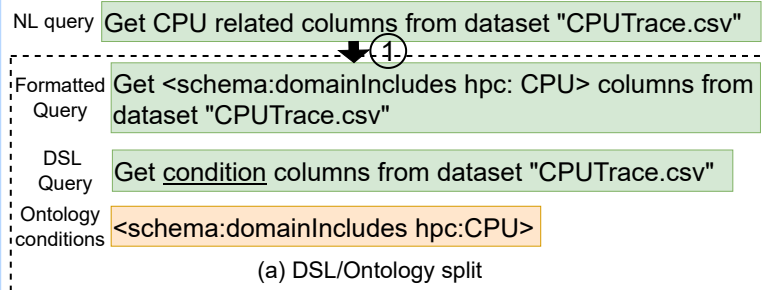 NL query Get CPU related columns from dataset "CPUTrace.csv"
1
Formatted Query Get <schema:domainIncludes hpc: CPU> columns from
dataset "CPUTrace.csv"
DSL Query Get condition columns from dataset "CPUTrace.csv"
Ontology conditions <schema:domainIncludes hpc:CPU>
(a) DSL/Ontology split